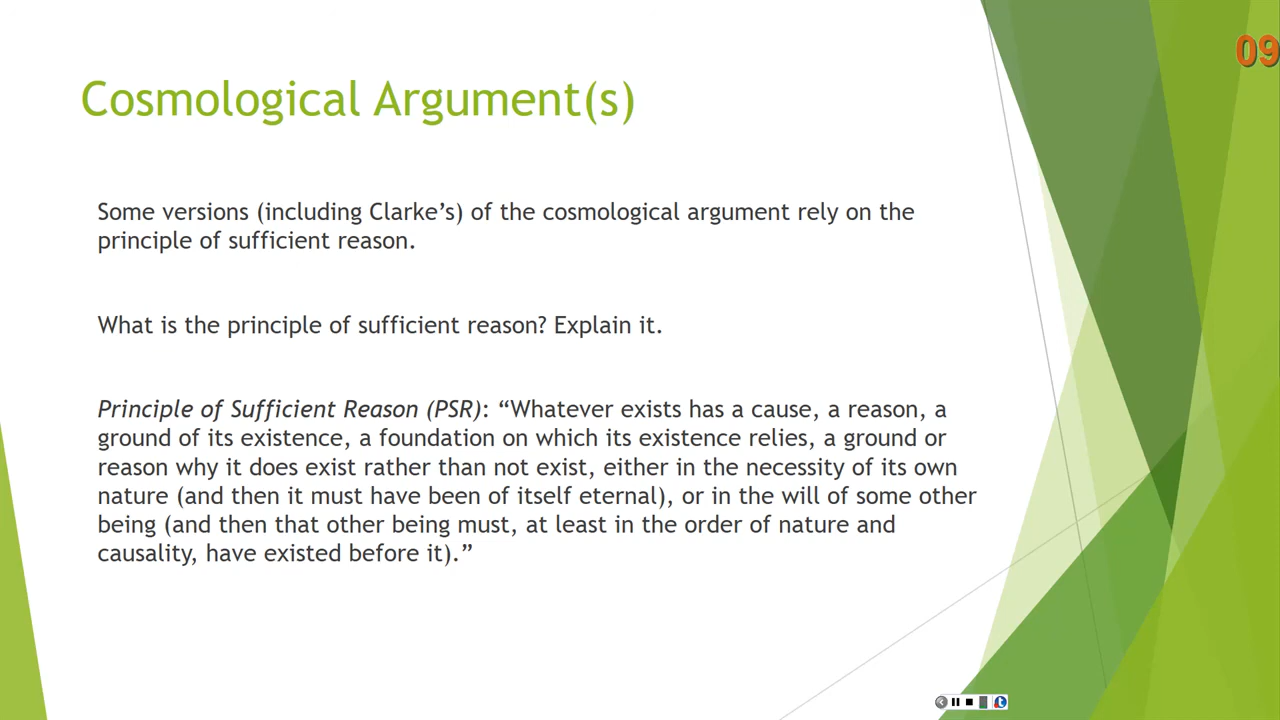 09
Cosmological Argument(s)
Some versions (including Clarke’s) of the cosmological argument rely on the
principle of sufficient reason.
What is the principle of sufficient reason? Explain it.
Principle of Sufficient Reason (PSR): “Whatever exists has a cause, a reason, a
ground of its existence, a foundation on which its existence relies, a ground or
reason why it does exist rather than not exist, either in the necessity of its own
nature (and then it must have been of itself eternal), or in the will of some other
being (and then that other being must, at least in the order of nature and
causality, have existed before it).”